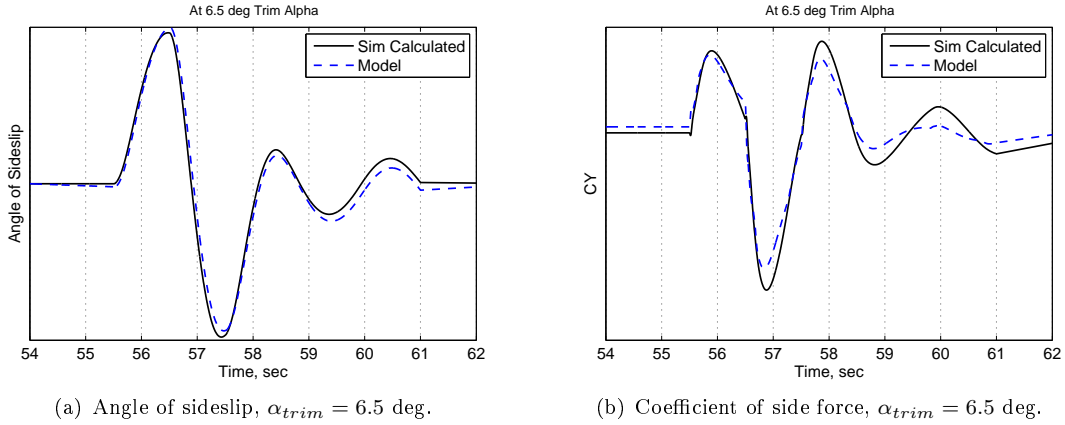 At 6.5 deg Trim Alpha
Sim Calculated
Model
Angle of Sideslip
54 55 56 57 58 59 60 61 62
Time, sec
(a) Angle of sideslip, α_trim = 6.5 deg.
At 6.5 deg Trim Alpha
Sim Calculated
Model
CY
54 55 56 57 58 59 60 61 62
Time, sec
(b) Coefficient of side force, α_trim = 6.5 deg.